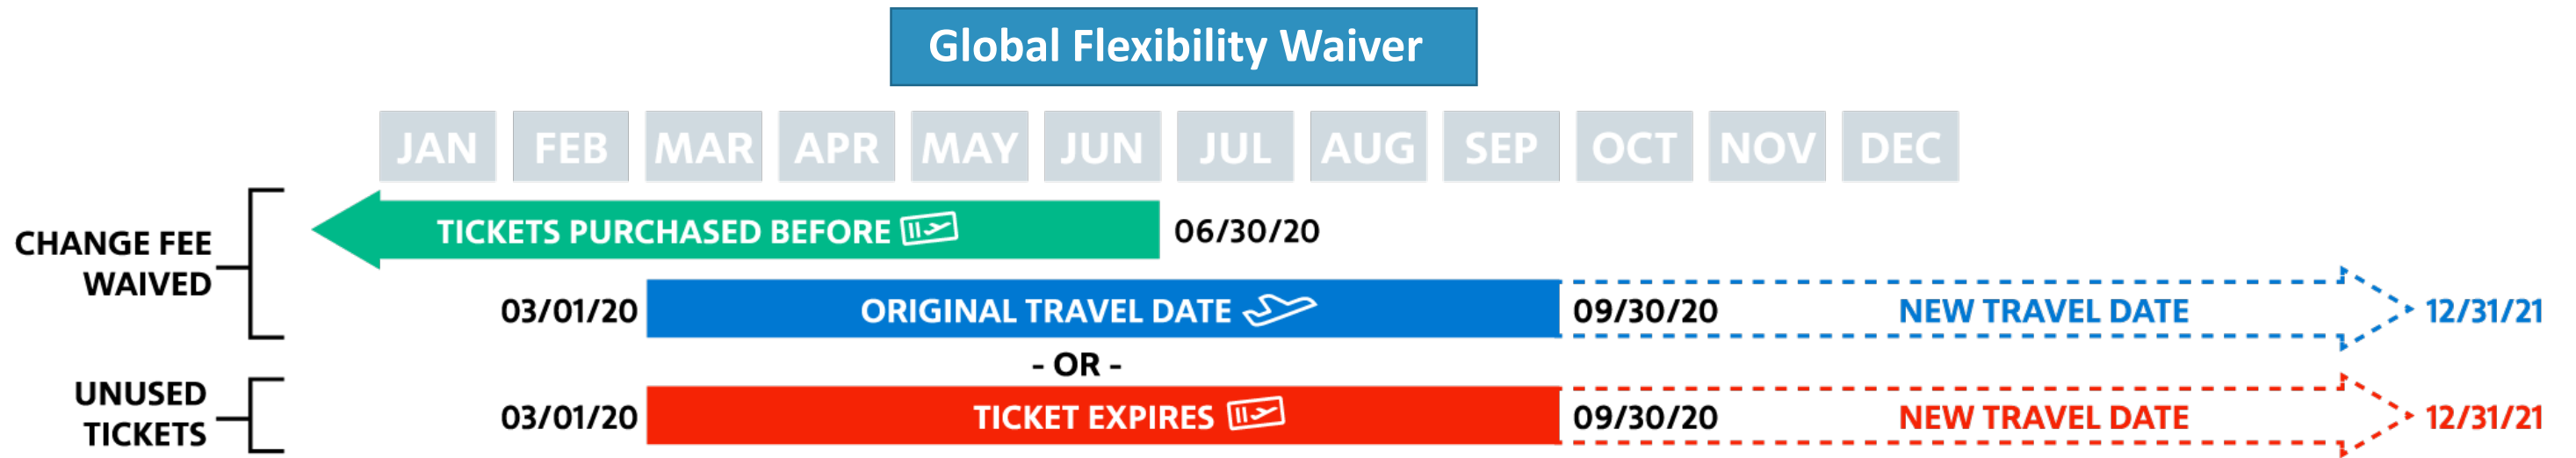 Global Flexibility Waiver
JAN FEB MAR APR MAY JUN JUL AUG SEP OCT NOV DEC
CHANGE FEE
WAIVED
TICKETS PURCHASED BEFORE 06/30/20
03/01/20 ORIGINAL TRAVEL DATE 09/30/20 NEW TRAVEL DATE 12/31/21
- OR -
UNUSED
TICKETS
03/01/20 TICKET EXPIRES 09/30/20 NEW TRAVEL DATE 12/31/21